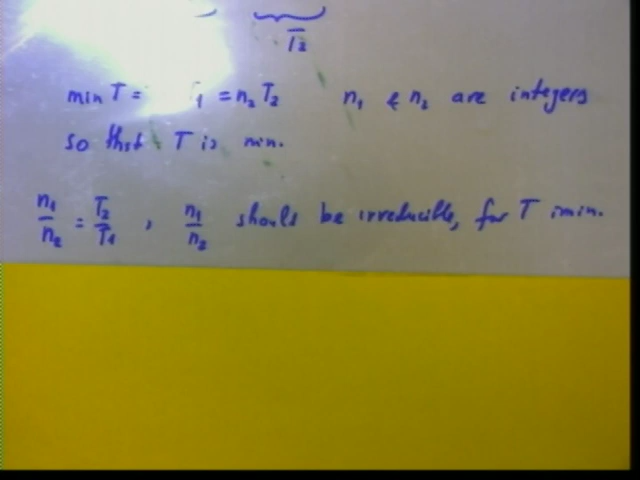 T₂
min T = ₁ = n₂ T₂ n₁ & n₂ are integers
so that T is min.
n₁/n₂ = T₂/T₁ , n₁/n₂ should be irreducible, for T min.